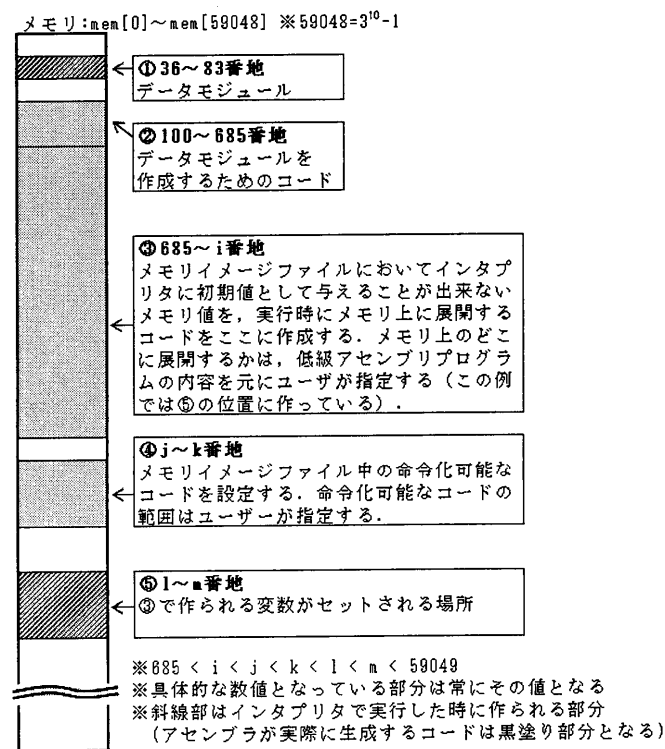 メモリ:mem[0]～mem[59048] ※59048=3¹⁰-1
①36～83番地
データモジュール
②100～685番地
データモジュールを
作成するためのコード
③685～i番地
メモリイメージファイルにおいてインタプ
リタに初期値として与えることが出来ない
メモリ値を，実行時にメモリ上に展開する
コードをここに作成する．メモリ上のどこ
に展開するかは，低級アセンブリプログラ
ムの内容を元にユーザが指定する（この例
では⑤の位置に作っている）．
④j～k番地
メモリイメージファイル中の命令化可能な
コードを設定する．命令化可能なコードの
範囲はユーザーが指定する．
⑤l～m番地
③で作られる変数がセットされる場所
※685 < i < j < k < l < m < 59049
※具体的な数値となっている部分は常にその値となる
※斜線部はインタプリタで実行した時に作られる部分
（アセンブラが実際に生成するコードは黒塗り部分となる）